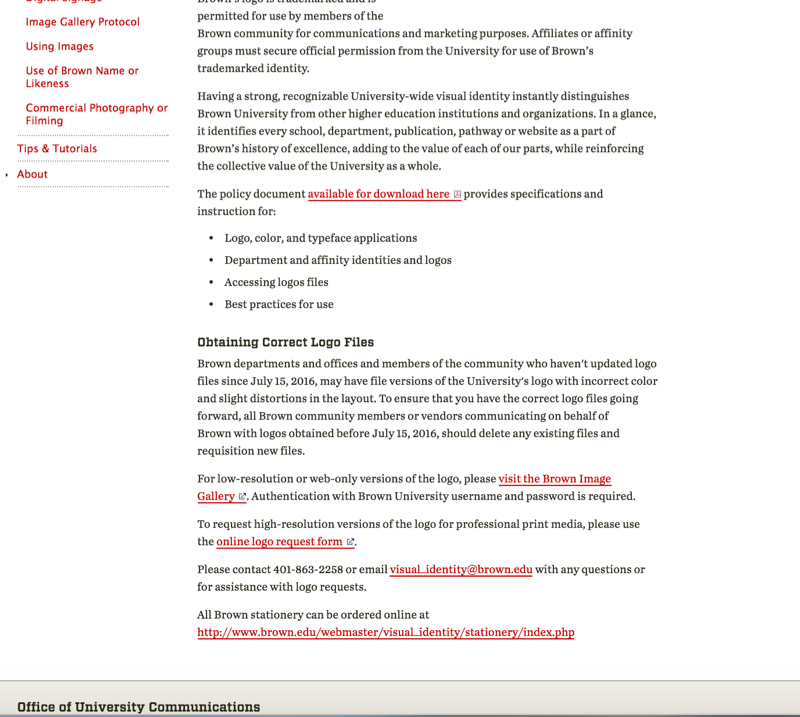 Image Gallery Protocol
Using Images
Use of Brown Name or
Likeness
Commercial Photography or
Filming
Tips & Tutorials
About
permitted for use by members of the
Brown community for communications and marketing purposes. Affiliates or affinity
groups must secure official permission from the University for use of Brown’s
trademarked identity.
Having a strong, recognizable University-wide visual identity instantly distinguishes
Brown University from other higher education institutions and organizations. In a glance,
it identifies every school, department, publication, pathway or website as a part of
Brown’s history of excellence, adding to the value of each of our parts, while reinforcing
the collective value of the University as a whole.
The policy document available for download here provides specifications and
instruction for:
• Logo, color, and typeface applications
• Department and affinity identities and logos
• Accessing logos files
• Best practices for use
Obtaining Correct Logo Files
Brown departments and offices and members of the community who haven't updated logo
files since July 15, 2016, may have file versions of the University's logo with incorrect color
and slight distortions in the layout. To ensure that you have the correct logo files going
forward, all Brown community members or vendors communicating on behalf of
Brown with logos obtained before July 15, 2016, should delete any existing files and
requisition new files.
For low-resolution or web-only versions of the logo, please visit the Brown Image
Gallery. Authentication with Brown University username and password is required.
To request high-resolution versions of the logo for professional print media, please use
the online logo request form.
Please contact 401-863-2258 or email visual_identity@brown.edu with any questions or
for assistance with logo requests.
All Brown stationery can be ordered online at
http://www.brown.edu/webmaster/visual_identity/stationery/index.php
Office of University Communications